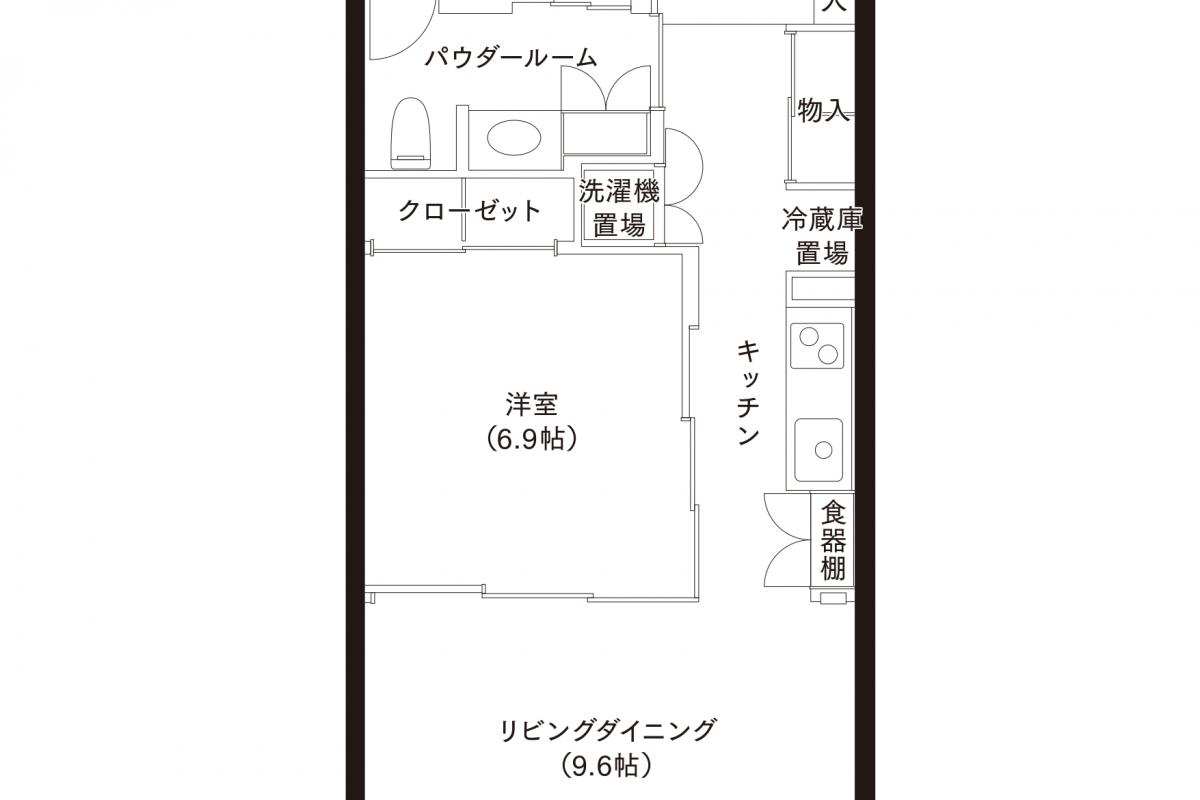 パウダールーム
物入
洗濯機
置場
クローゼット
冷蔵庫
置場
キッチン
洋室
(6.9帖)
食器棚
リビングダイニング
(9.6帖)